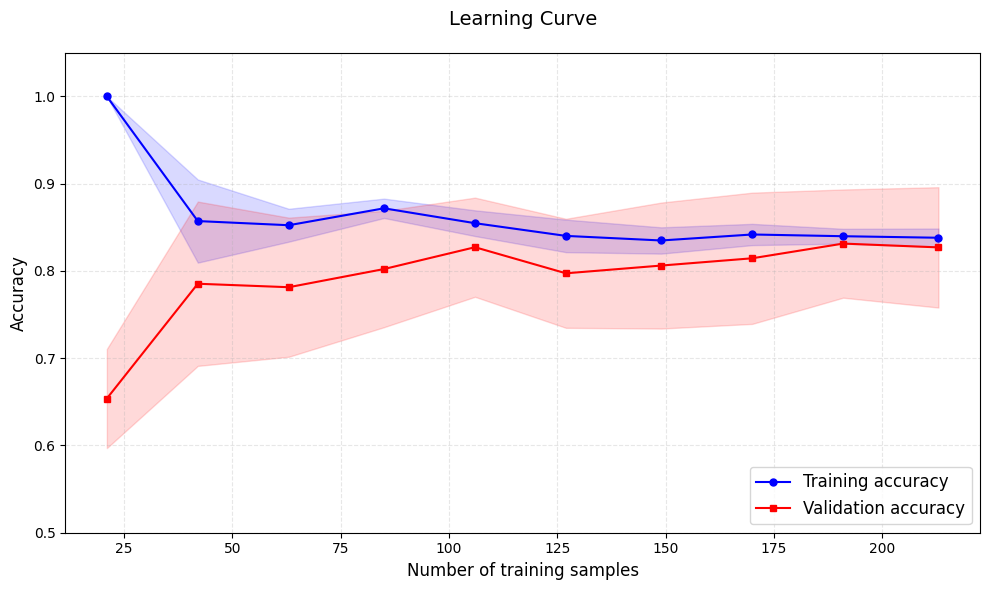 Learning Curve
1.0
0.9
0.8
0.7
0.6
0.5
Accuracy
25 50 75 100 125 150 175 200
Number of training samples
Training accuracy
Validation accuracy